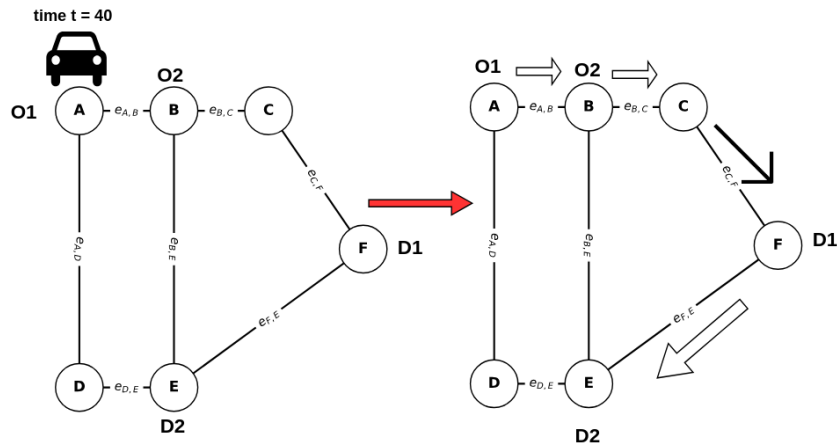 time t = 40
O2
O1 A e_{A,B} B e_{B,C} C
e_{C,F}
e_{A,D} e_{B,E}
F D1
e_{F,E}
D e_{D,E} E
D2
O1 O2
A e_{A,B} B e_{B,C} C
e_{C,F}
e_{A,D} e_{B,E}
F D1
e_{F,E}
D e_{D,E} E
D2